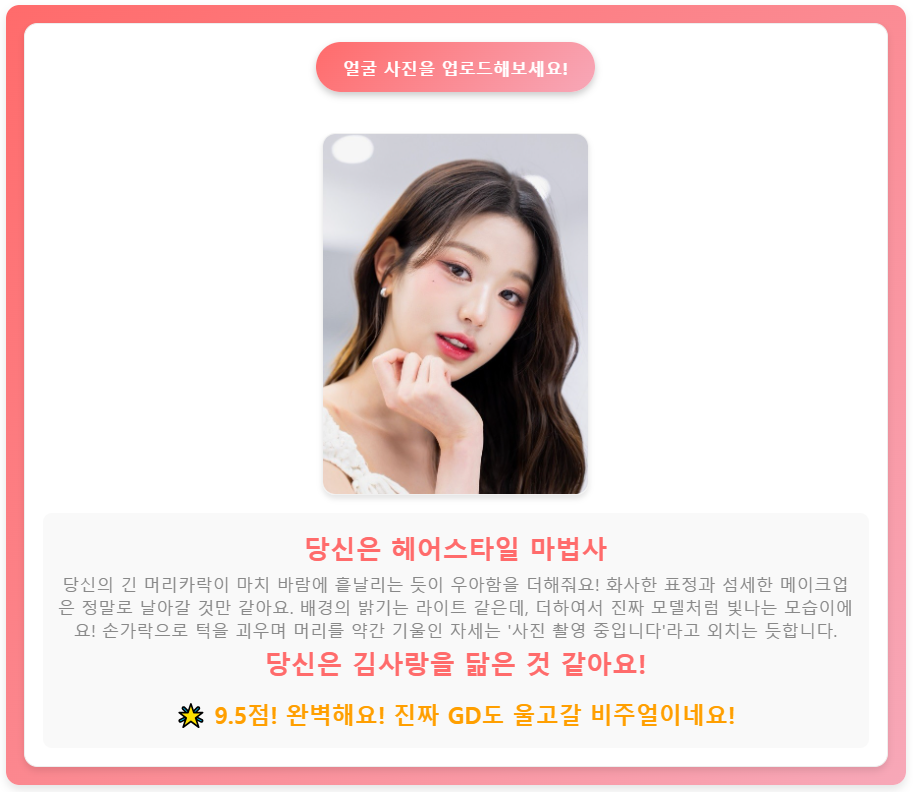 얼굴 사진을 업로드해보세요!
당신은 헤어스타일 마법사
당신의 긴 머리카락이 마치 바람에 흩날리는 듯이 우아함을 더해줘요! 화사한 표정과 섬세한 메이크업
은 정말로 날아갈 것만 같아요. 배경의 밝기는 라이트 같은데, 더하여서 진짜 모델처럼 빛나는 모습이에
요! 손가락으로 턱을 괴우며 머리를 약간 기울인 자세는 '사진 촬영 중입니다'라고 외치는 듯합니다.
당신은 김사랑을 닮은 것 같아요!
🌟 9.5점! 완벽해요! 진짜 GD도 울고갈 비주얼이네요!